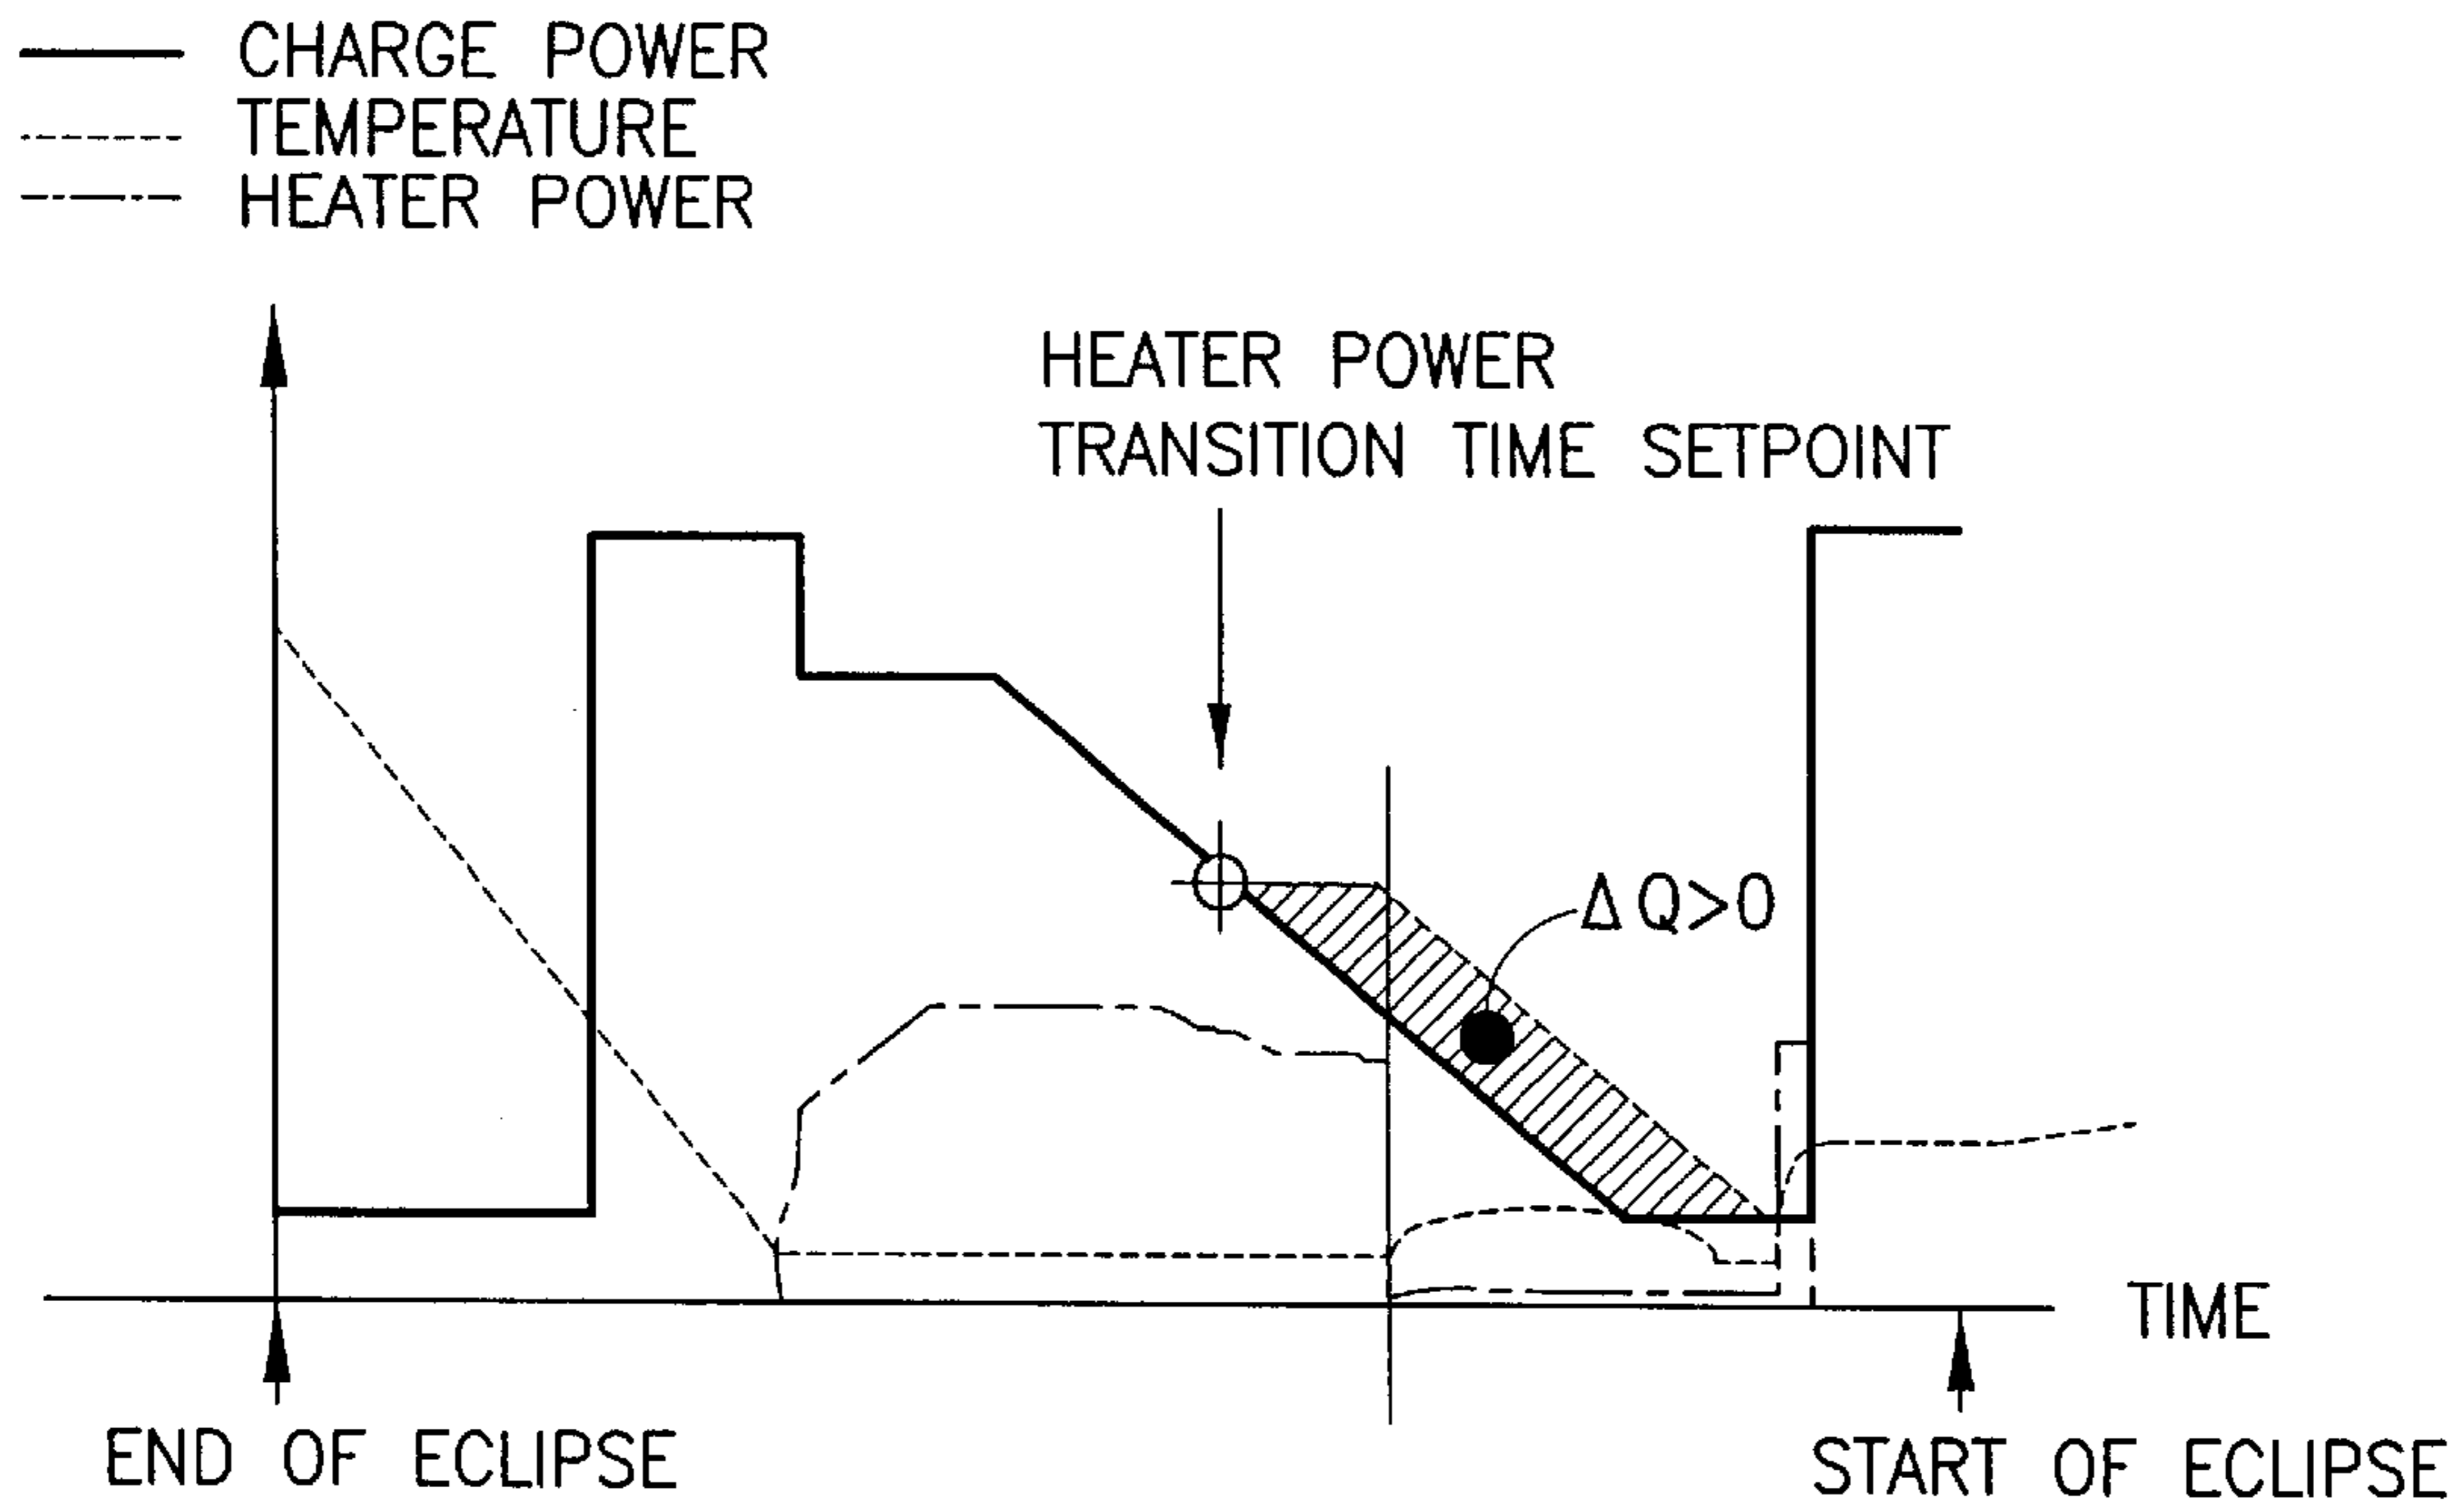 CHARGE POWER
TEMPERATURE
HEATER POWER
HEATER POWER
TRANSITION TIME SETPOINT
ΔQ>0
TIME
END OF ECLIPSE
START OF ECLIPSE